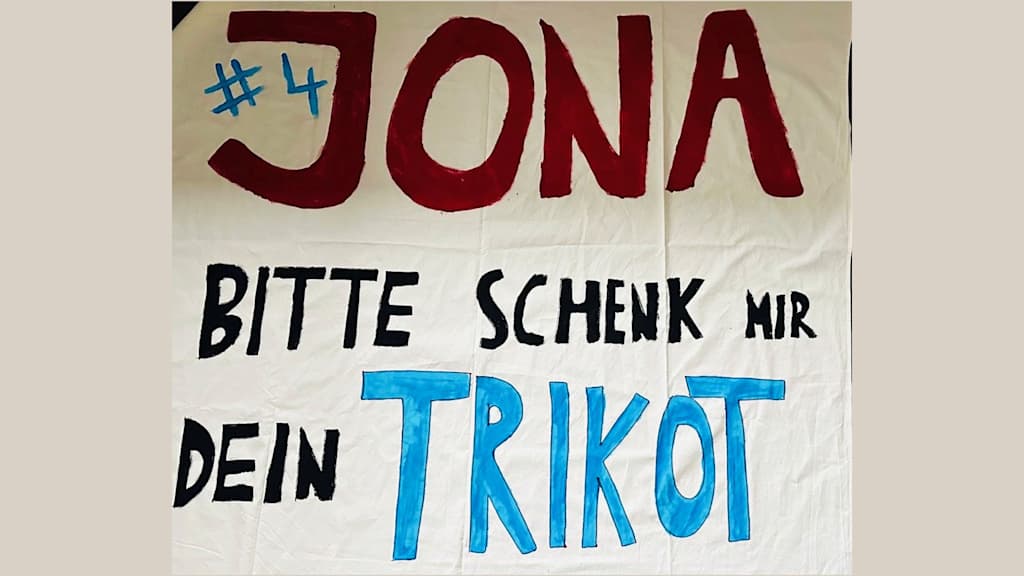 #4 JONA
BITTE SCHENK MIR
DEIN TRIKOT